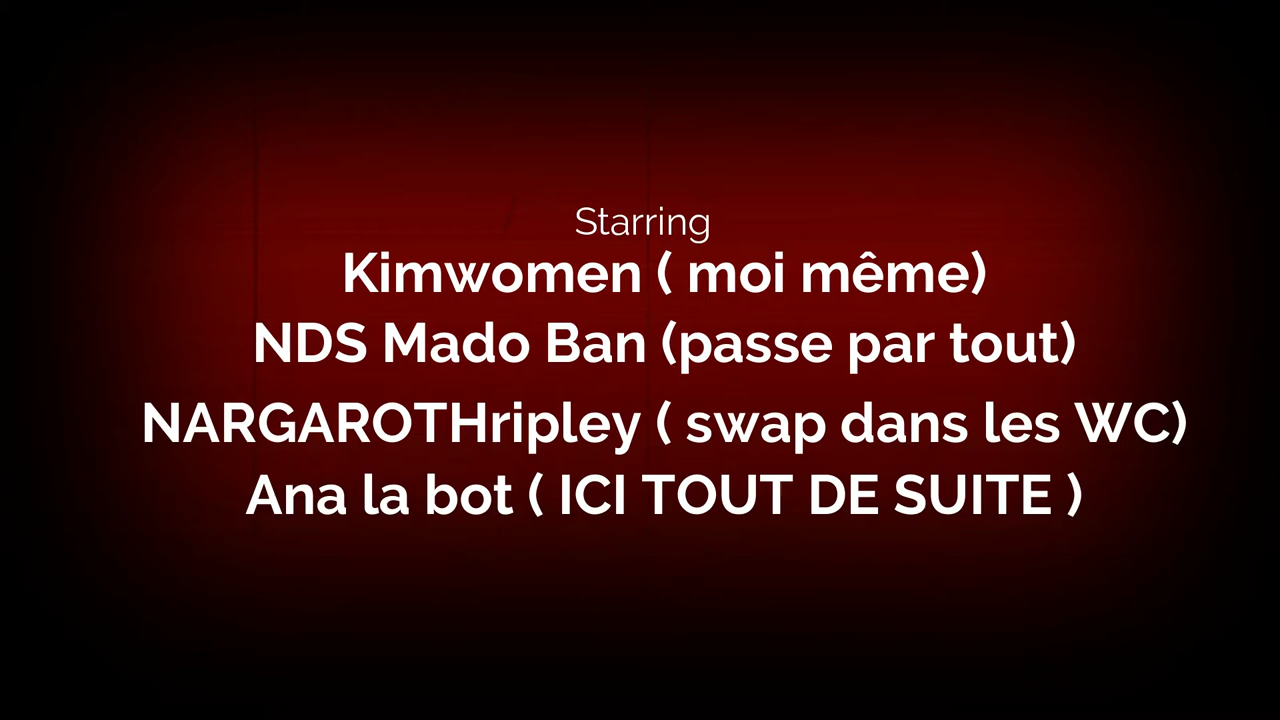 Starring
Kimwomen ( moi même)
NDS Mado Ban (passe par tout)
NARGAROTHripley ( swap dans les WC)
Ana la bot ( ICI TOUT DE SUITE )